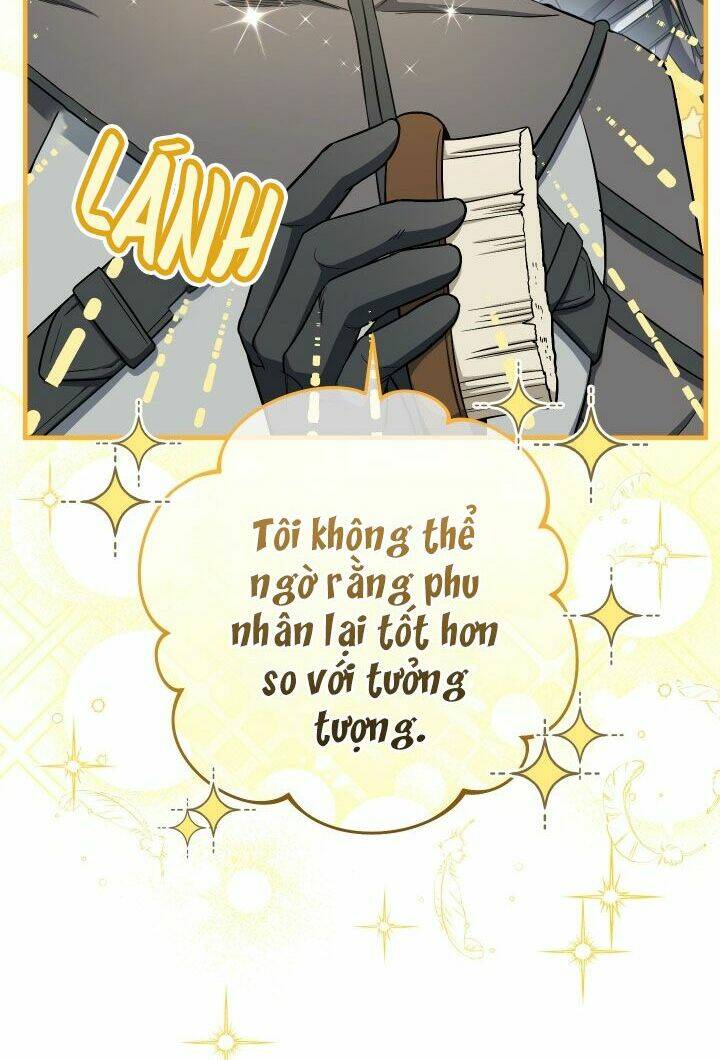 LÁNH
Tôi không thể
ngờ rằng phu
nhân lại tốt hơn
so với tưởng
tượng.